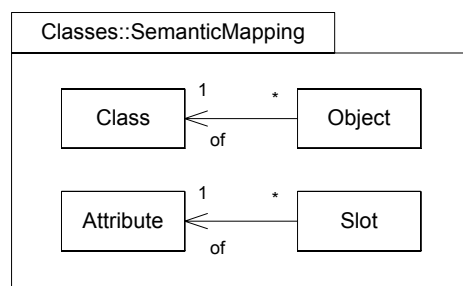 Classes::SemanticMapping
1 *
Class Object
of
1 *
Attribute Slot
of